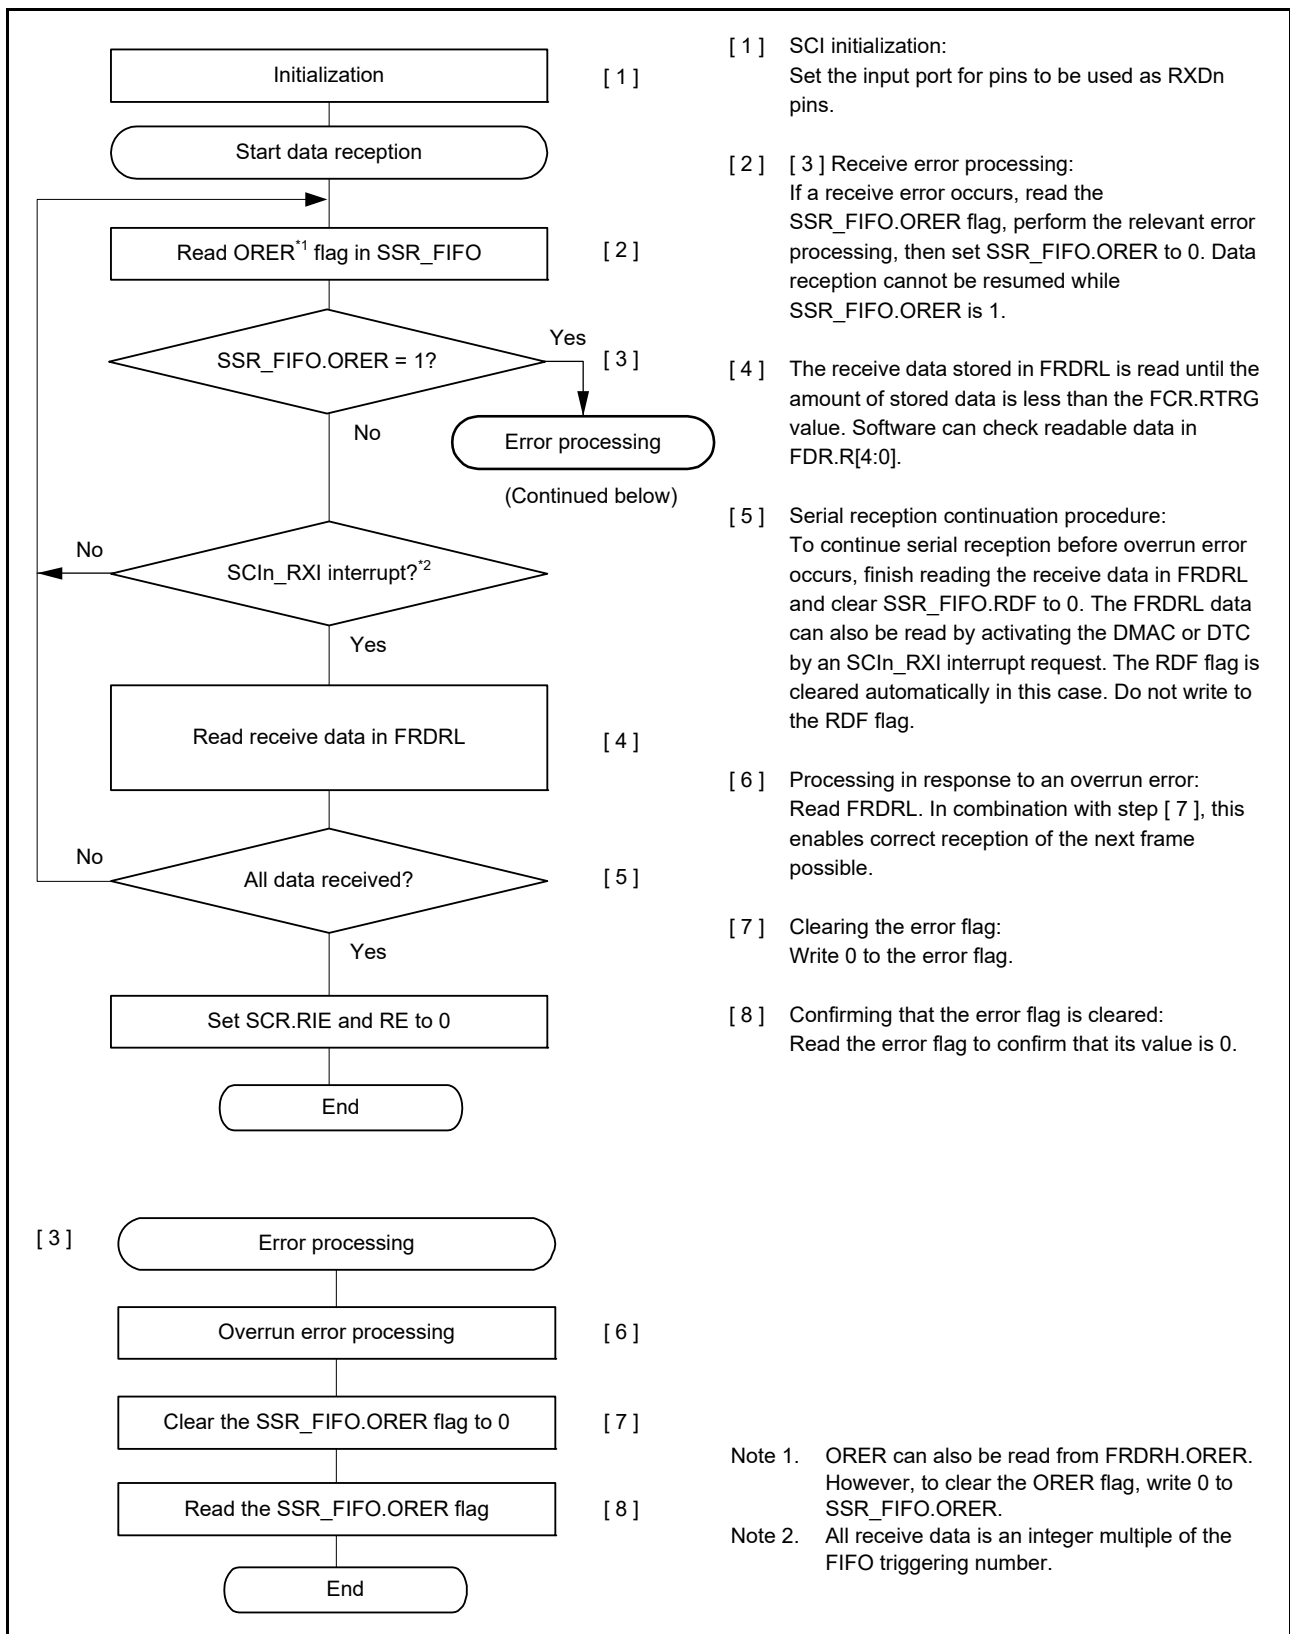 Initialization
[ 1 ]
Start data reception
Read ORER*1 flag in SSR_FIFO
[ 2 ]
SSR_FIFO.ORER = 1?
Yes
[ 3 ]
No
Error processing
(Continued below)
No
SCIn_RXI interrupt?*2
Yes
Read receive data in FRDRL
[ 4 ]
No
All data received?
[ 5 ]
Yes
Set SCR.RIE and RE to 0
End
[ 1 ] SCI initialization:
Set the input port for pins to be used as RXDn
pins.
[ 2 ] [ 3 ] Receive error processing:
If a receive error occurs, read the
SSR_FIFO.ORER flag, perform the relevant error
processing, then set SSR_FIFO.ORER to 0. Data
reception cannot be resumed while
SSR_FIFO.ORER is 1.
[ 4 ] The receive data stored in FRDRL is read until the
amount of stored data is less than the FCR.RTRG
value. Software can check readable data in
FDR.R[4:0].
[ 5 ] Serial reception continuation procedure:
To continue serial reception before overrun error
occurs, finish reading the receive data in FRDRL
and clear SSR_FIFO.RDF to 0. The FRDRL data
can also be read by activating the DMAC or DTC
by an SCIn_RXI interrupt request. The RDF flag is
cleared automatically in this case. Do not write to
the RDF flag.
[ 6 ] Processing in response to an overrun error:
Read FRDRL. In combination with step [ 7 ], this
enables correct reception of the next frame
possible.
[ 7 ] Clearing the error flag:
Write 0 to the error flag.
[ 8 ] Confirming that the error flag is cleared:
Read the error flag to confirm that its value is 0.
[ 3 ]
Error processing
Overrun error processing
[ 6 ]
Clear the SSR_FIFO.ORER flag to 0
[ 7 ]
Read the SSR_FIFO.ORER flag
[ 8 ]
End
Note 1. ORER can also be read from FRDRH.ORER.
However, to clear the ORER flag, write 0 to
SSR_FIFO.ORER.
Note 2. All receive data is an integer multiple of the
FIFO triggering number.